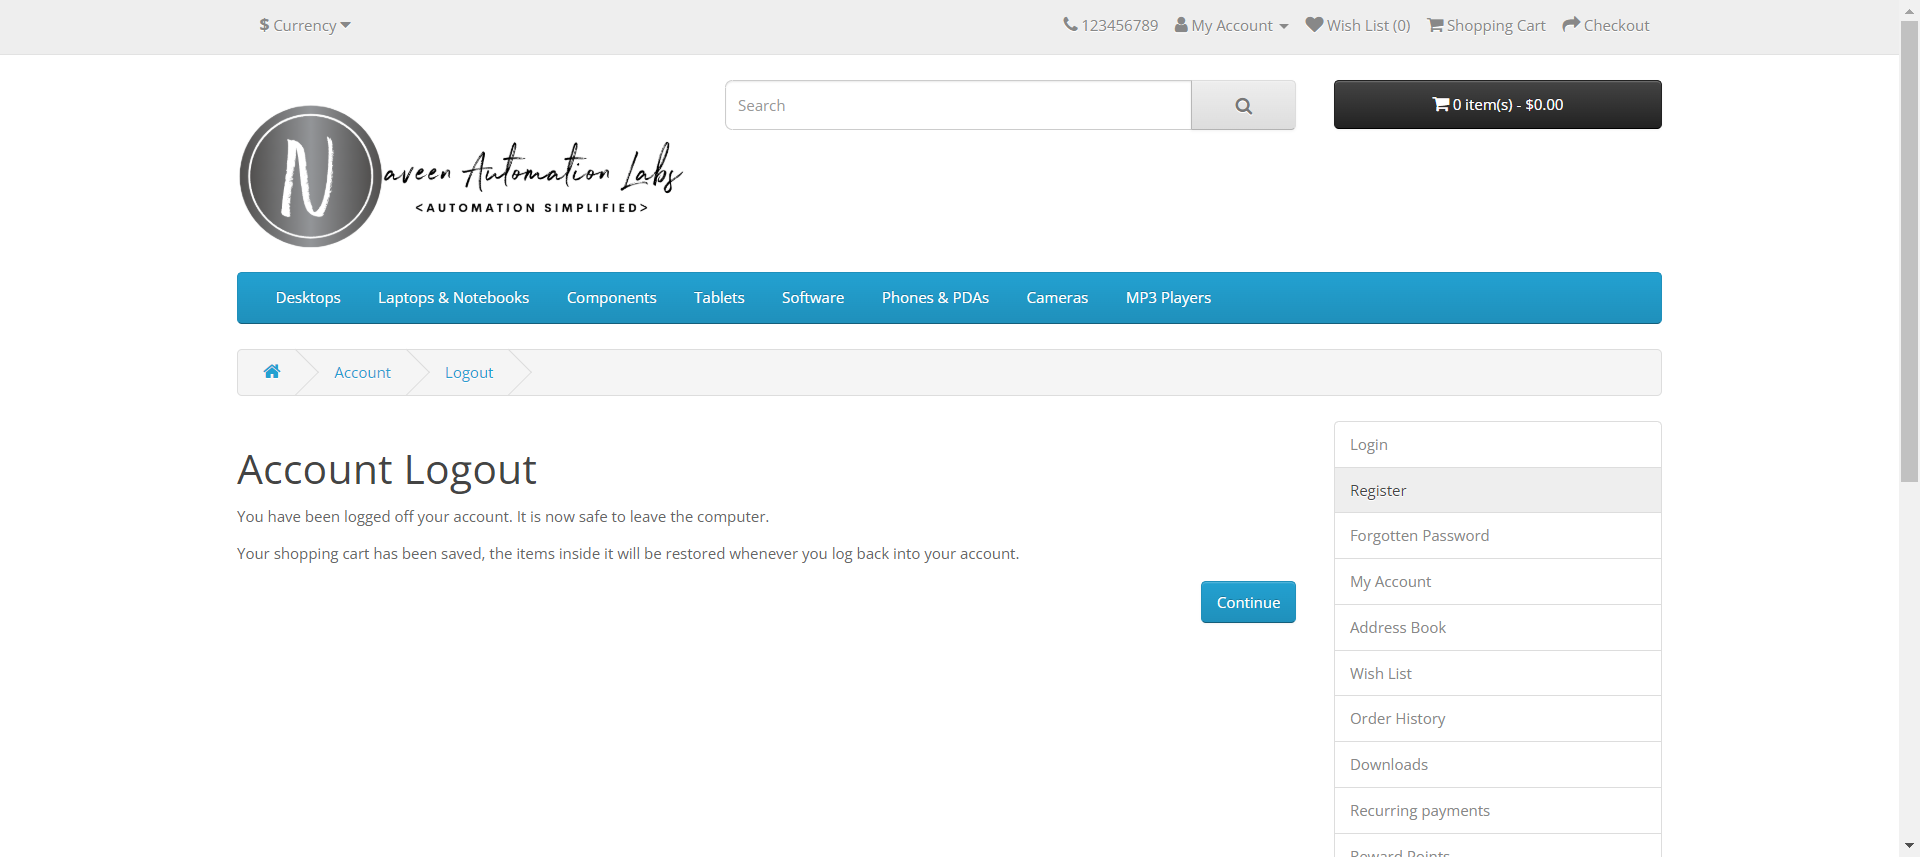 $ Currency
123456789 My Account Wish List (0) Shopping Cart Checkout
Search
0 item(s) - $0.00
N
aveen Automation Labs
<AUTOMATION SIMPLIFIED>
Desktops Laptops & Notebooks Components Tablets Software Phones & PDAs Cameras MP3 Players
Account Logout
Account Logout
You have been logged off your account. It is now safe to leave the computer.
Your shopping cart has been saved, the items inside it will be restored whenever you log back into your account.
Continue
Login
Register
Forgotten Password
My Account
Address Book
Wish List
Order History
Downloads
Recurring payments
Reward Points